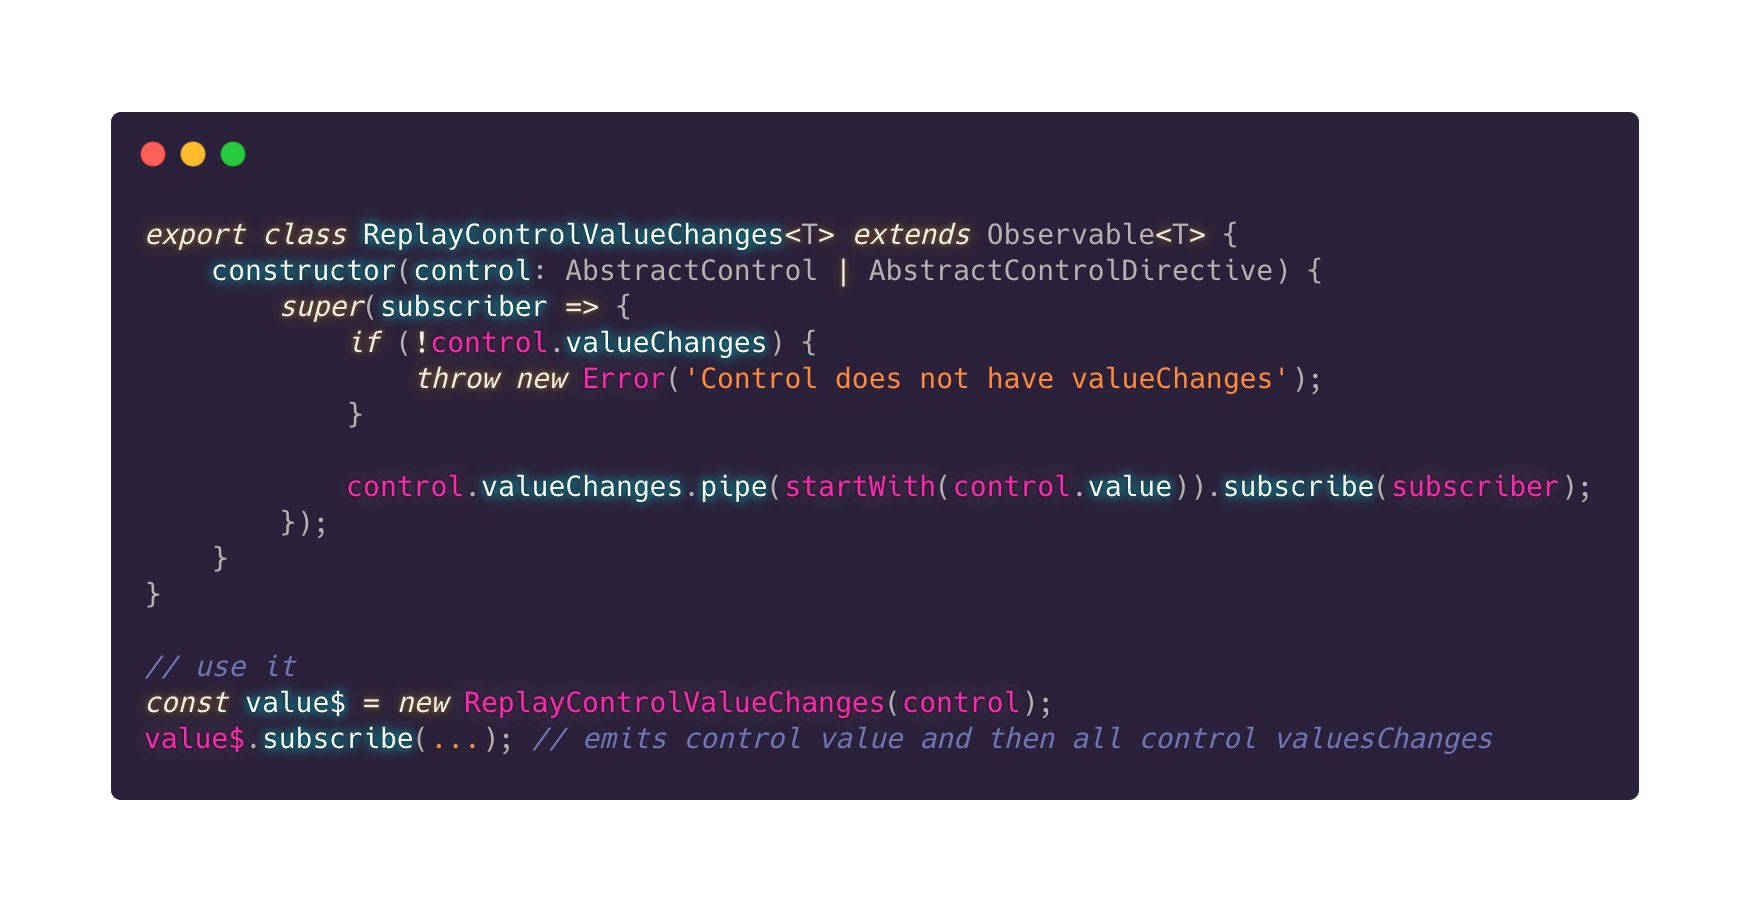 export class ReplayControlValueChanges<T> extends Observable<T> {
    constructor(control: AbstractControl | AbstractControlDirective) {
        super(subscriber => {
            if (!control.valueChanges) {
                throw new Error('Control does not have valueChanges');
            }

            control.valueChanges.pipe(startWith(control.value)).subscribe(subscriber);
        });
    }
}

// use it
const value$ = new ReplayControlValueChanges(control);
value$.subscribe(...); // emits control value and then all control valuesChanges